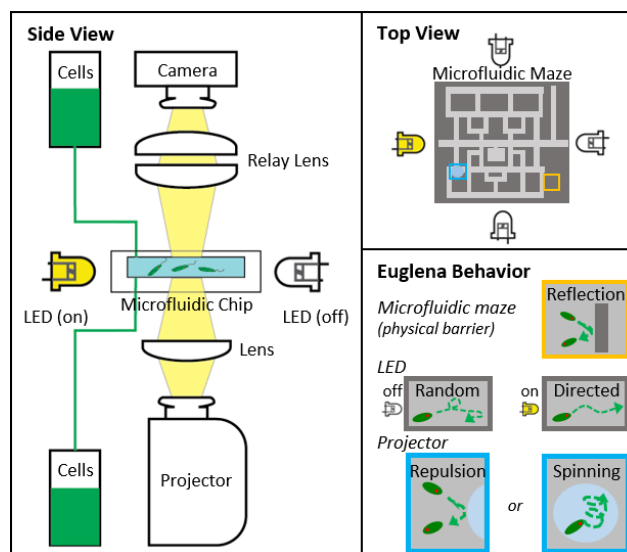 Side View
Cells
Camera
Relay Lens
Microfluidic Chip
LED (on)
LED (off)
Lens
Cells
Projector
Top View
Microfluidic Maze
Euglena Behavior
Microfluidic maze
(physical barrier)
Reflection
LED
off
Random
on
Directed
Projector
Repulsion
or
Spinning